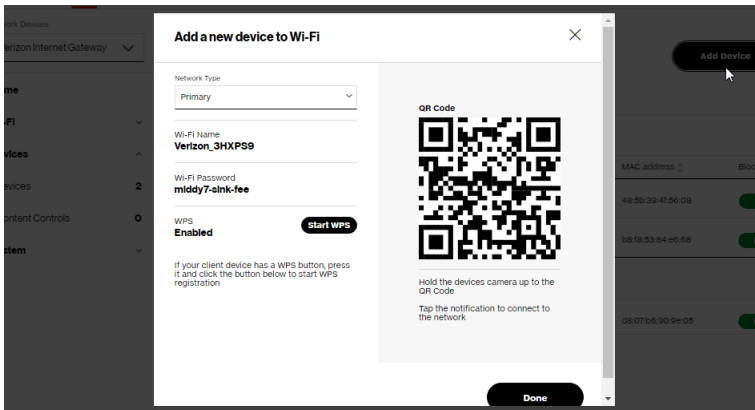 Add a new device to Wi-Fi
Add Device
Verizon Internet Gateway
Network Type
Primary
QR Code
Wi-Fi Name
Verizon_3HXPS9
Wi-Fi Password
middy7-sink-fee
MAC address
48:5b:39:4f:56:08
2
WPS
Enabled
Start WPS
Content Controls
0
b8:f8:53:84:e6:68
If your client device has a WPS button, press
it and click the button below to start WPS
registration
Hold the devices camera up to the
QR Code
Tap the notification to connect to
the network
d8:07:b6:90:9e:05
Done